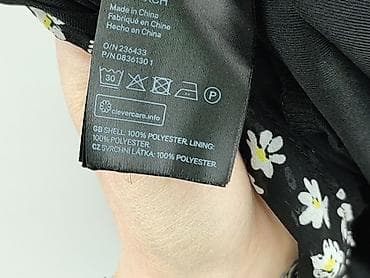 Made in China
Fabriqué en Chine
Hecho en China
O/N 236433
P/N 0836130 1
30
P
clevercare.info
GB SHELL: 100% POLYESTER. LINING:
100% POLYESTER.
CZ SVRCHNI LÁTKA: 100% POLYESTER.